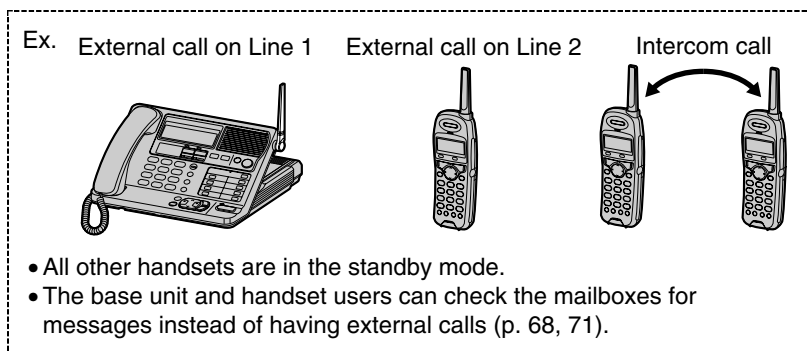 Ex. External call on Line 1 External call on Line 2 Intercom call
• All other handsets are in the standby mode.
• The base unit and handset users can check the mailboxes for
messages instead of having external calls (p. 68, 71).